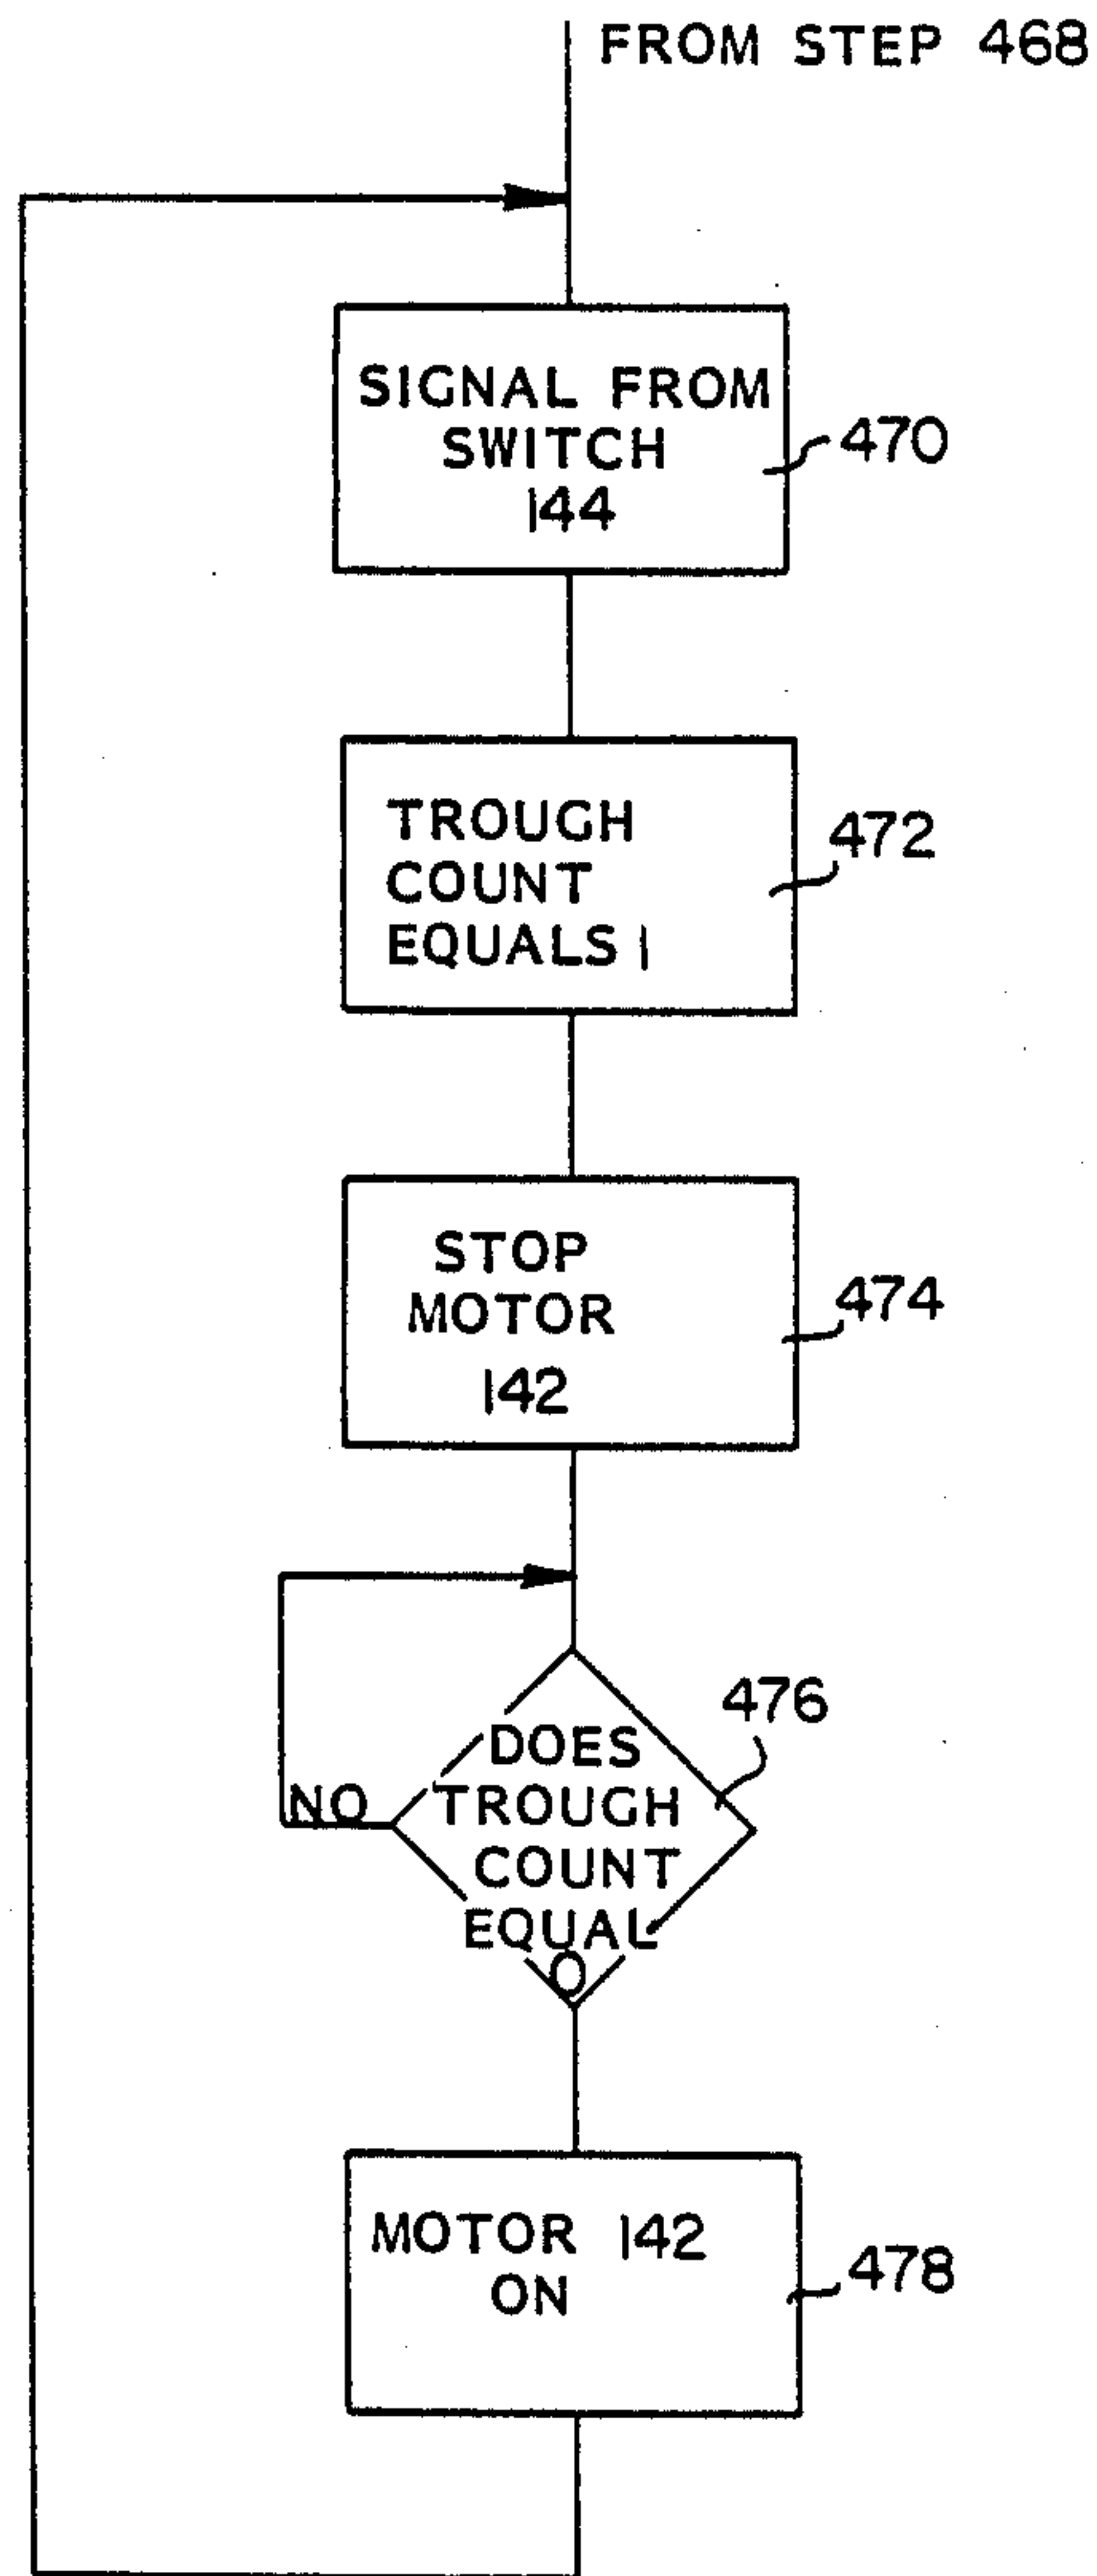 FROM STEP 468
SIGNAL FROM
SWITCH
144
470
TROUGH
COUNT
EQUALS 1
472
STOP
MOTOR
142
474
476
DOES
NO
TROUGH
COUNT
EQUAL
0
MOTOR 142
ON
478